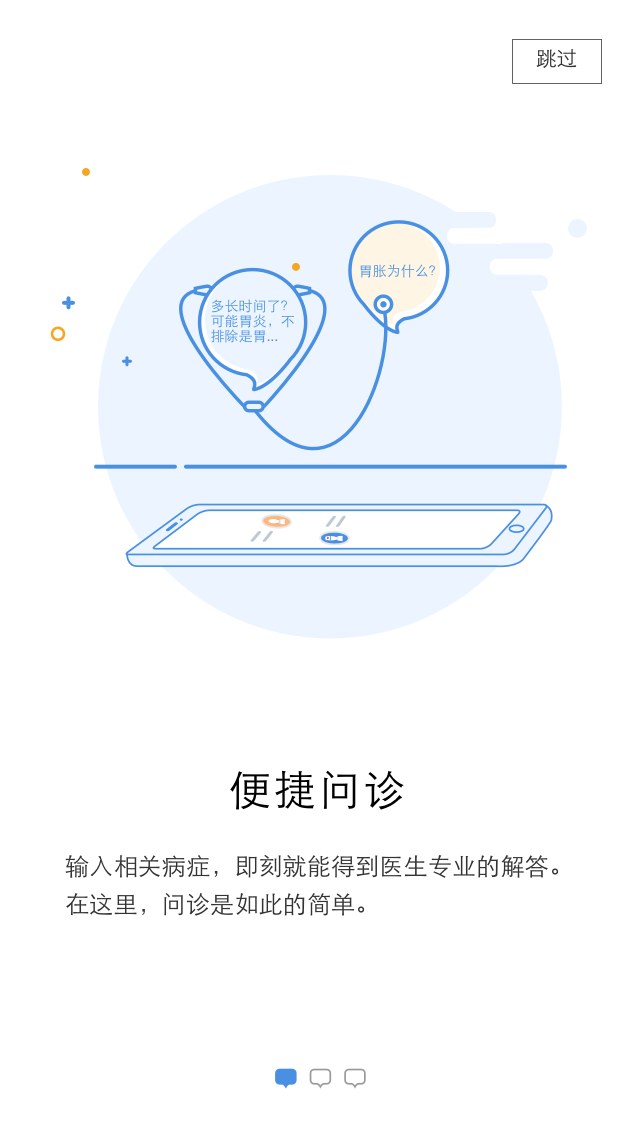 跳过
胃胀为什么?
多长时间了?
可能胃炎，不
排除是胃...
便捷问诊
输入相关病症，即刻就能得到医生专业的解答。
在这里，问诊是如此的简单。